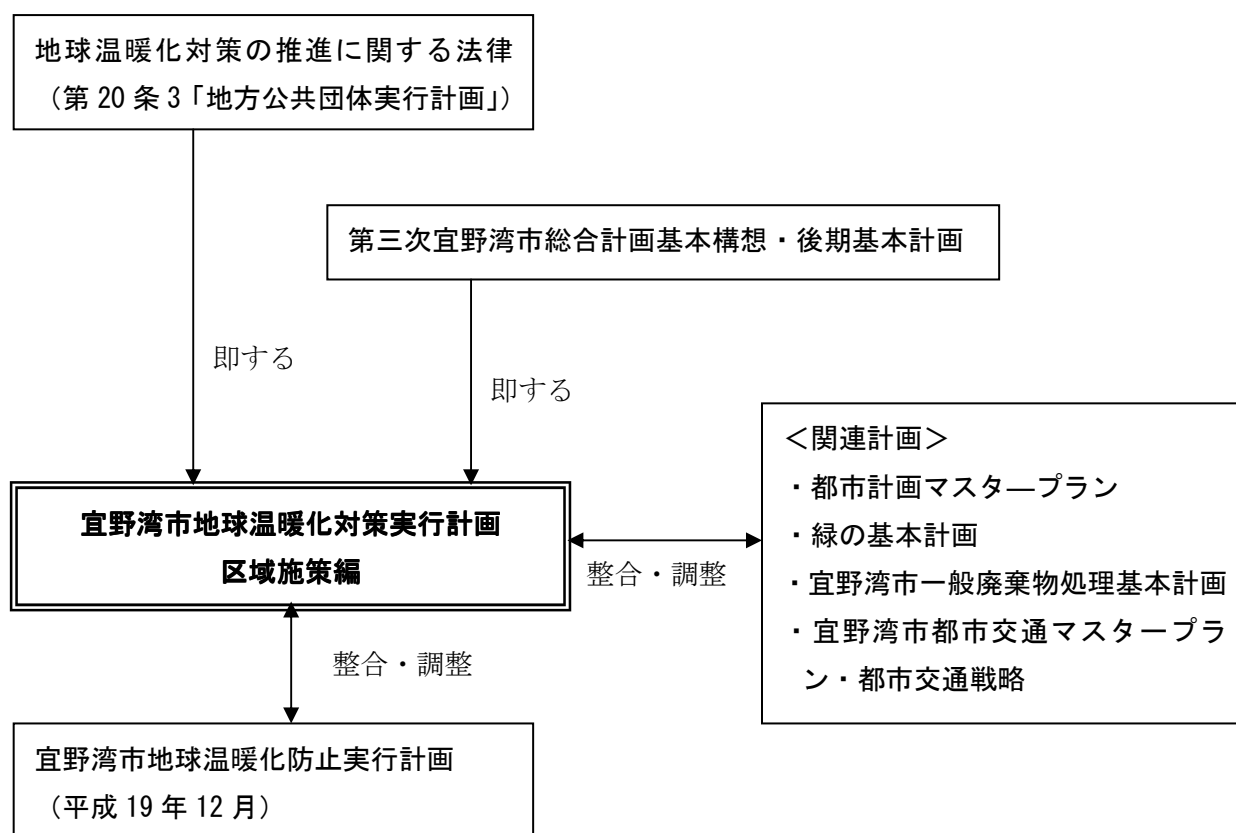 地球温暖化対策の推進に関する法律
（第 20 条 3「地方公共団体実行計画」）
第三次宜野湾市総合計画基本構想・後期基本計画
即する
即する
宜野湾市地球温暖化対策実行計画
区域施策編
整合・調整
＜関連計画＞
・都市計画マスタ―プラン
・緑の基本計画
・宜野湾市一般廃棄物処理基本計画
・宜野湾市都市交通マスタープラ
ン・都市交通戦略
整合・調整
宜野湾市地球温暖化防止実行計画
（平成 19 年 12 月）